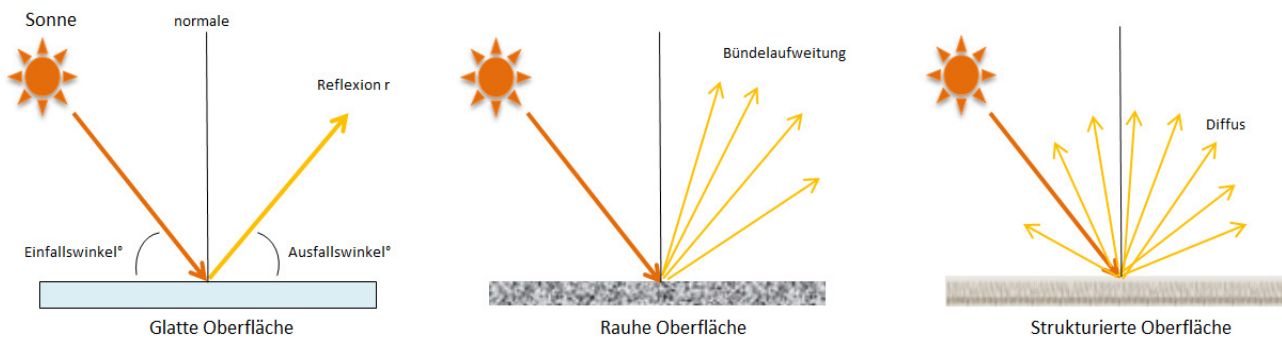 Sonne
normale
Reflexion r
Einfallswinkel°
Ausfallswinkel°
Glatte Oberfläche
Bündelaufweitung
Rauhe Oberfläche
Diffus
Strukturierte Oberfläche